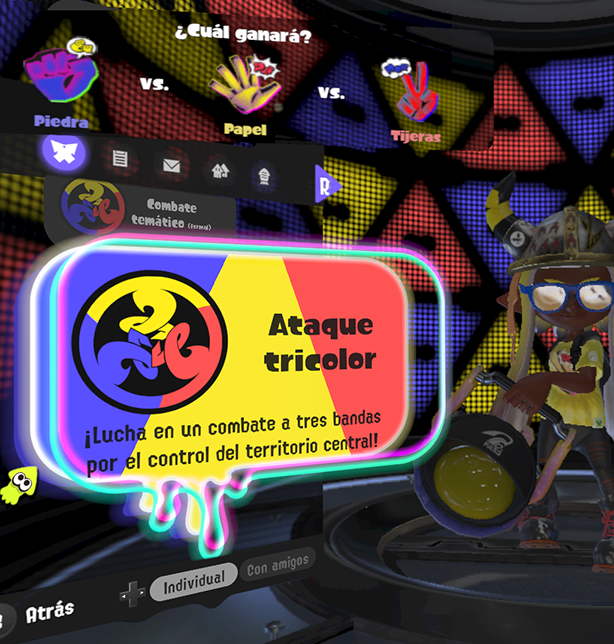 ¿Cuál ganará?
vs.
vs.
Piedra
Papel
Tijeras
R
Combate
temático (formal)
Ataque
tricolor
¡Lucha en un combate a tres bandas
por el control del territorio central!
Individual
Con amigos
Atrás